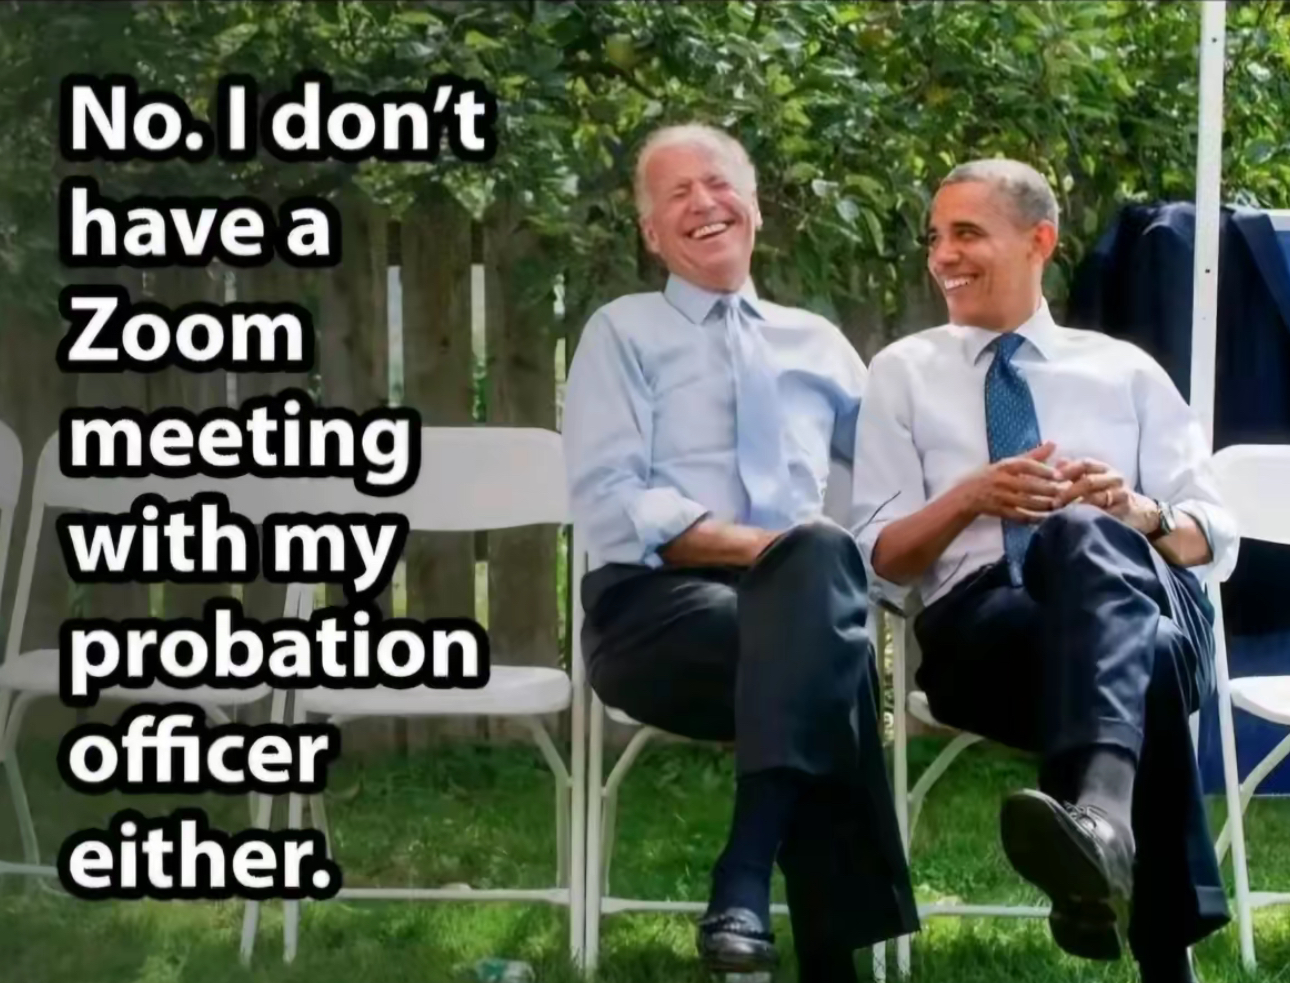 No. I don’t
have a
Zoom
meeting
with my
probation
officer
either.